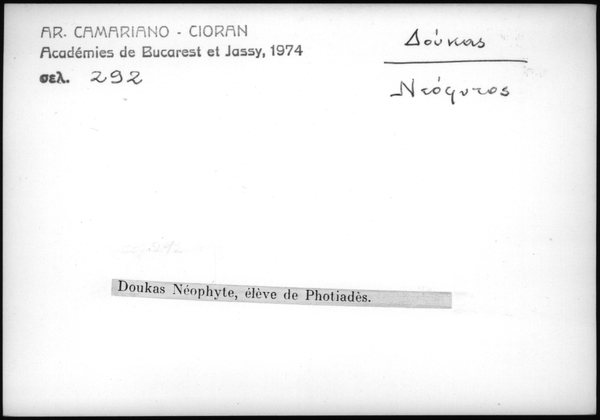 AR. CAMARIANO - CIORAN
Académies de Bucarest et Jassy, 1974
σελ. 292
Δούκας
Νεόφυτος
Doukas Néophyte, élève de Photiadès.